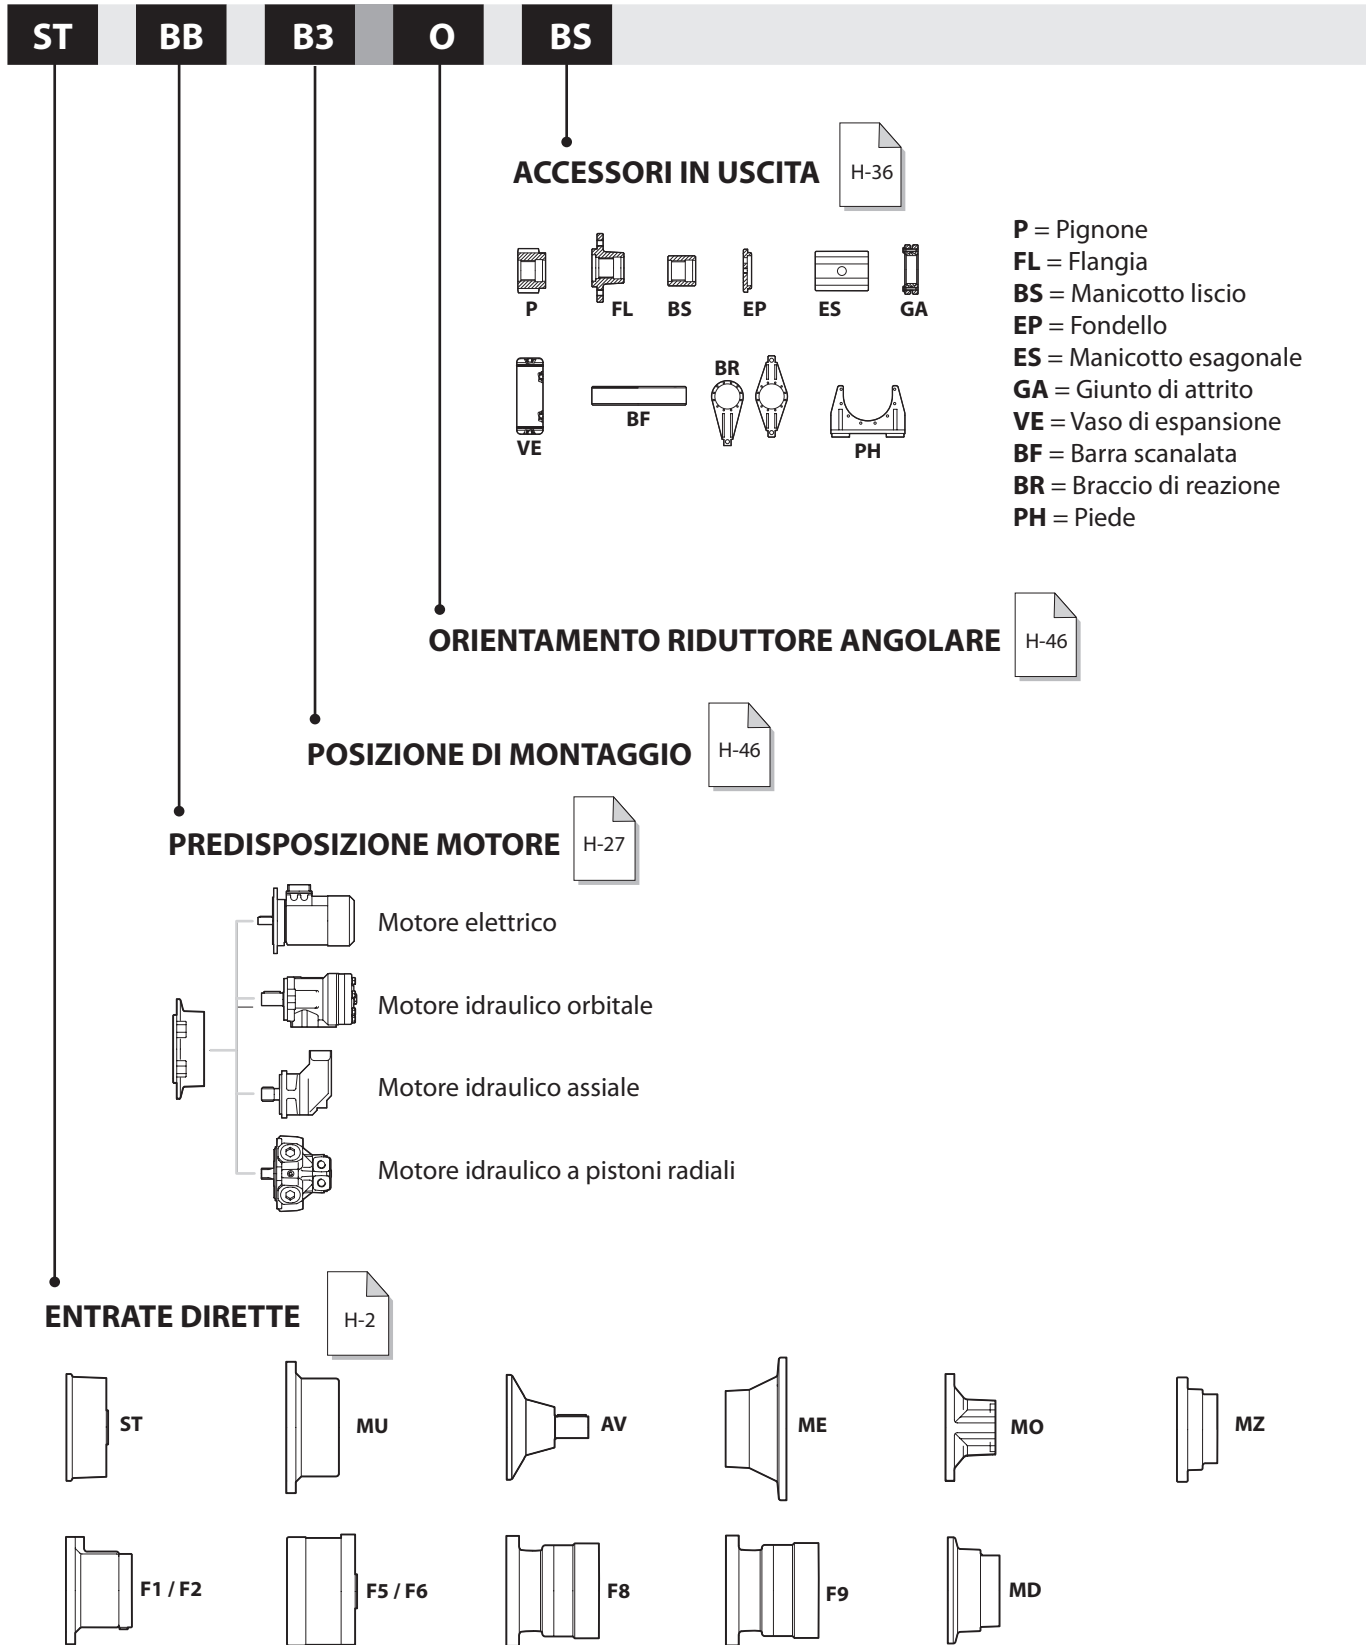 ST BB B3 O BS
ACCESSORI IN USCITA
H-36
P FL BS EP ES GA
VE BF BR PH
P = Pignone
FL = Flangia
BS = Manicotto liscio
EP = Fondello
ES = Manicotto esagonale
GA = Giunto di attrito
VE = Vaso di espansione
BF = Barra scanalata
BR = Braccio di reazione
PH = Piede
ORIENTAMENTO RIDUTTORE ANGOLARE
H-46
POSIZIONE DI MONTAGGIO
H-46
PREDISPOSIZIONE MOTORE
H-27
Motore elettrico
Motore idraulico orbitale
Motore idraulico assiale
Motore idraulico a pistoni radiali
ENTRATE DIRETTE
H-2
ST MU AV ME MO MZ
F1 / F2 F5 / F6 F8 F9 MD